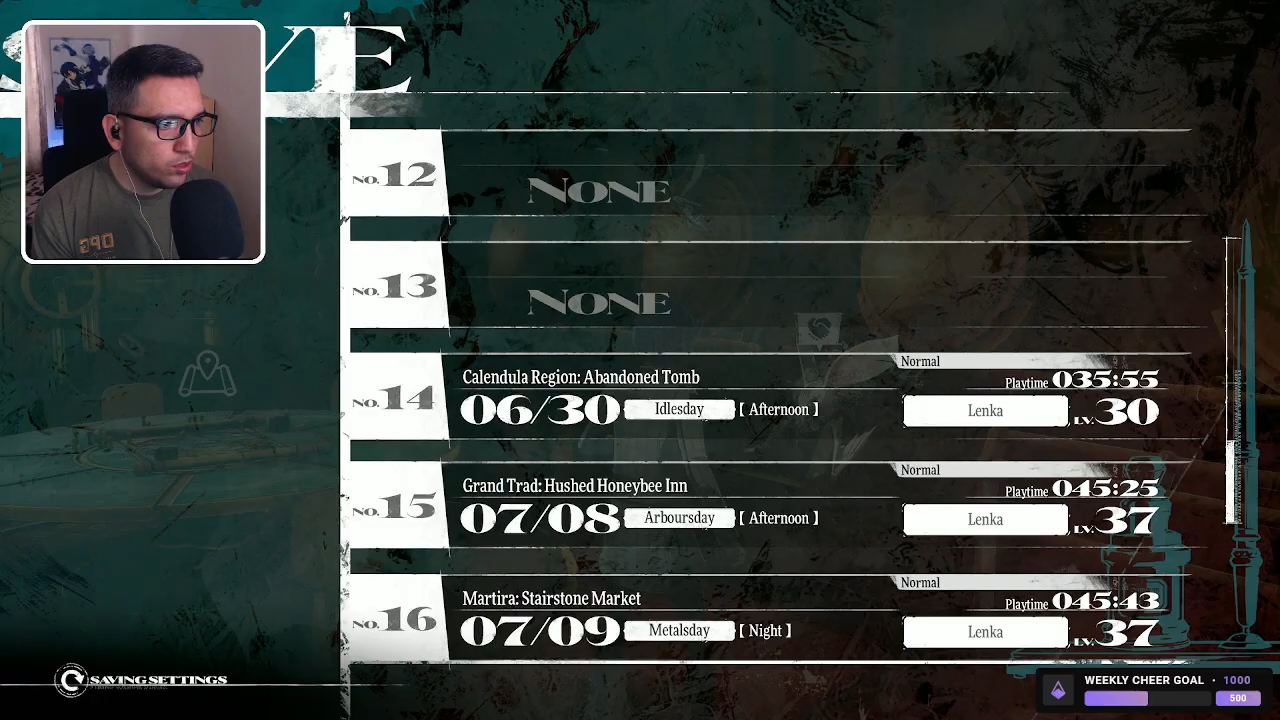 SAVE
NO.12
NONE
NO.13
NONE
NO.14
Calendula Region: Abandoned Tomb
06/30 Idlesday [ Afternoon ]
Normal
Playtime 035:55
Lenka
LV.30
NO.15
Grand Trad: Hushed Honeybee Inn
07/08 Arboursday [ Afternoon ]
Normal
Playtime 045:25
Lenka
LV.37
NO.16
Martira: Stairstone Market
07/09 Metalsday [ Night ]
Normal
Playtime 045:43
Lenka
LV.37
SAVING SETTINGS
WEEKLY CHEER GOAL · 1000
500